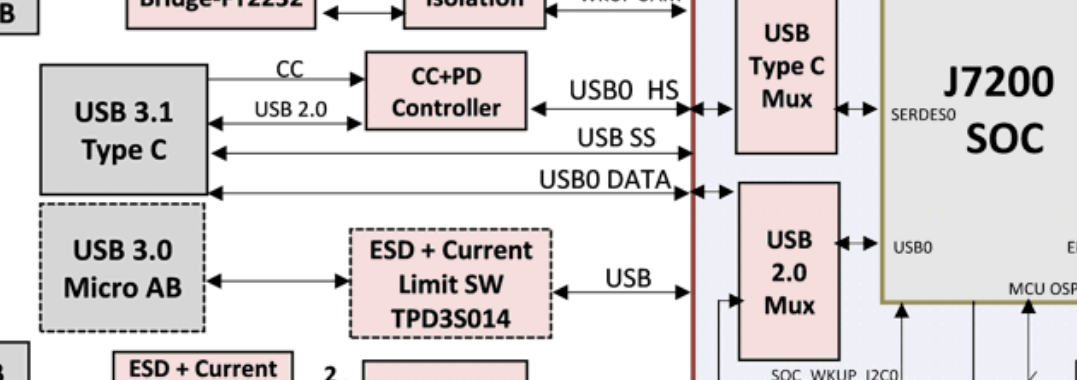 B
Bridge-FT2232
Isolation
CC
USB 2.0
USB 3.1
Type C
CC+PD
Controller
USB0 HS
USB SS
USB0 DATA
USB
Type C
Mux
SERDES0
J7200
SOC
USB 3.0
Micro AB
ESD + Current
Limit SW
TPD3S014
USB
USB
2.0
Mux
USB0
MCU OSP
ESD + Current
2
SOC_WKUP_I2C0